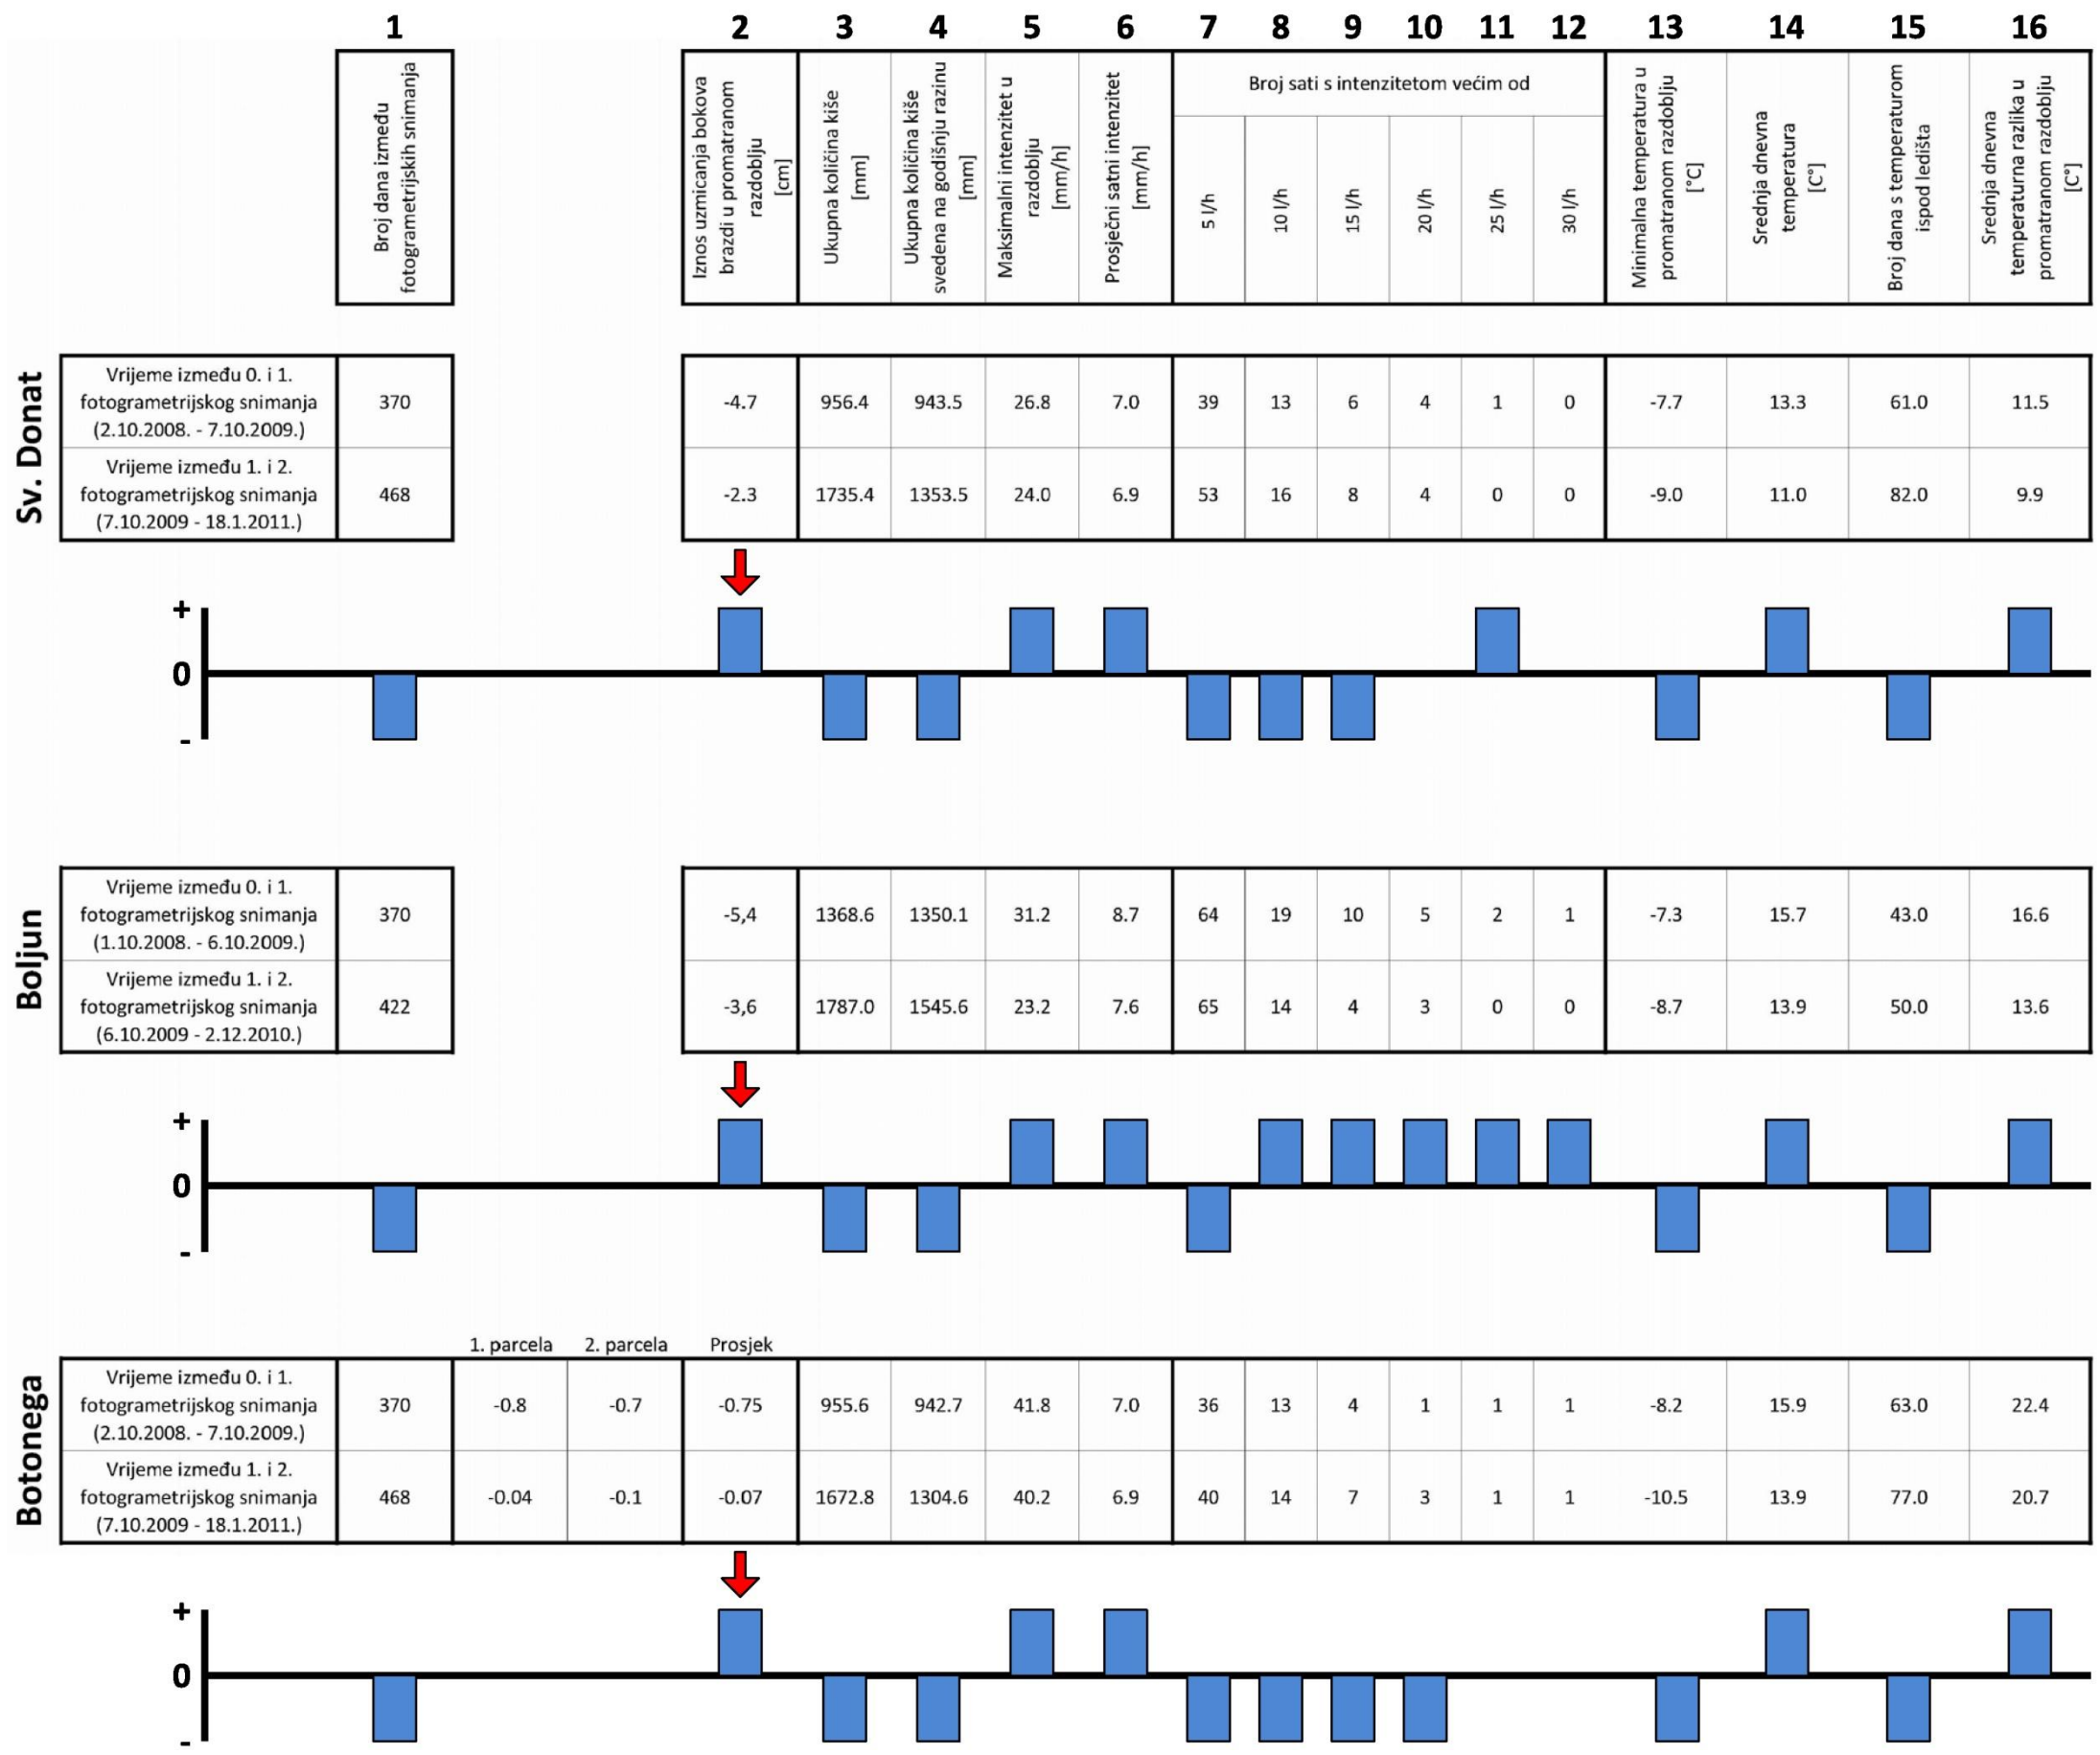 1 2 3 4 5 6 7 8 9 10 11 12 13 14 15 16
Broj dana između
fotogrametrijskih snimanja
Iznos uzmicanja bokova
brazdi u promatranom
razdoblju
[cm]
Ukupna količina kiše
[mm]
Ukupna količina kiše
svedena na godišnju razinu
[mm]
Maksimalni intenzitet u
razdoblju
[mm/h]
Prosječni satni intenzitet
[mm/h]
Broj sati s intenzitetom većim od
5 l/h
10 l/h
15 l/h
20 l/h
25 l/h
30 l/h
Minimalna temperatura u
promatranom razdoblju
[°C]
Srednja dnevna
temperatura
[C°]
Broj dana s temperaturom
ispod ledišta
Srednja dnevna
temperaturna razlika u
promatranom razdoblju
[C°]
Sv. Donat
Vrijeme između 0. i 1.
fotogrametrijskog snimanja
(2.10.2008. - 7.10.2009.)
370 -4.7 956.4 943.5 26.8 7.0 39 13 6 4 1 0 -7.7 13.3 61.0 11.5
Vrijeme između 1. i 2.
fotogrametrijskog snimanja
(7.10.2009 - 18.1.2011.)
468 -2.3 1735.4 1353.5 24.0 6.9 53 16 8 4 0 0 -9.0 11.0 82.0 9.9
+
0
-
Boljun
Vrijeme između 0. i 1.
fotogrametrijskog snimanja
(1.10.2008. - 6.10.2009.)
370 -5,4 1368.6 1350.1 31.2 8.7 64 19 10 5 2 1 -7.3 15.7 43.0 16.6
Vrijeme između 1. i 2.
fotogrametrijskog snimanja
(6.10.2009 - 2.12.2010.)
422 -3,6 1787.0 1545.6 23.2 7.6 65 14 4 3 0 0 -8.7 13.9 50.0 13.6
+
0
-
1. parcela 2. parcela Prosjek
Botonega
Vrijeme između 0. i 1.
fotogrametrijskog snimanja
(2.10.2008. - 7.10.2009.)
370 -0.8 -0.7 -0.75 955.6 942.7 41.8 7.0 36 13 4 1 1 1 -8.2 15.9 63.0 22.4
Vrijeme između 1. i 2.
fotogrametrijskog snimanja
(7.10.2009 - 18.1.2011.)
468 -0.04 -0.1 -0.07 1672.8 1304.6 40.2 6.9 40 14 7 3 1 1 -10.5 13.9 77.0 20.7
+
0
-